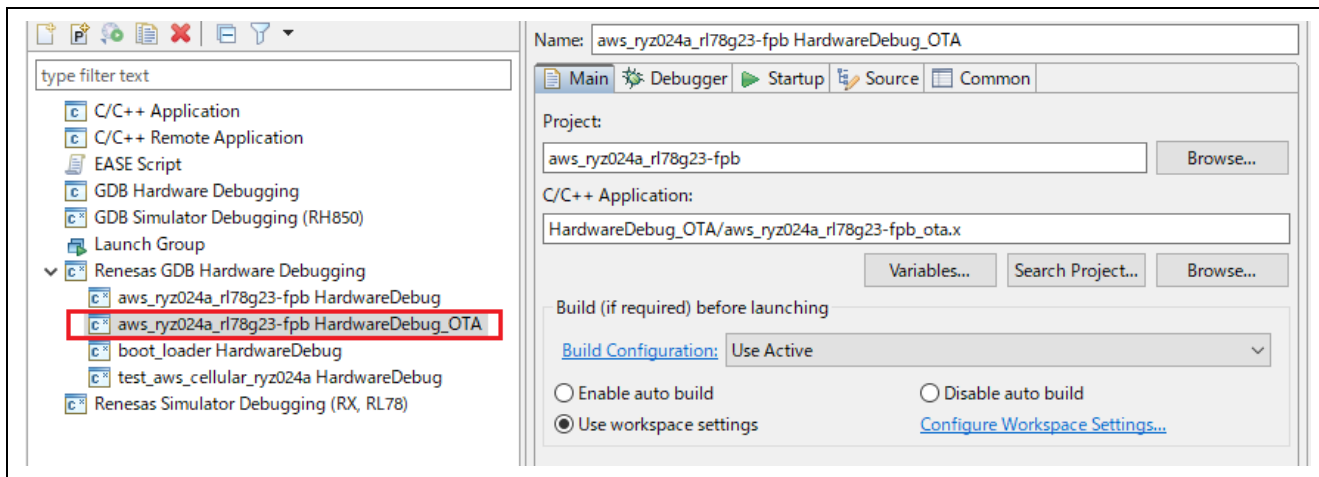 type filter text
C/C++ Application
C/C++ Remote Application
EASE Script
GDB Hardware Debugging
GDB Simulator Debugging (RH850)
Launch Group
Renesas GDB Hardware Debugging
aws_ryz024a_rl78g23-fpb HardwareDebug
aws_ryz024a_rl78g23-fpb HardwareDebug_OTA
boot_loader HardwareDebug
test_aws_cellular_ryz024a HardwareDebug
Renesas Simulator Debugging (RX, RL78)
Name: aws_ryz024a_rl78g23-fpb HardwareDebug_OTA
Main Debugger Startup Source Common
Project:
aws_ryz024a_rl78g23-fpb Browse...
C/C++ Application:
HardwareDebug_OTA/aws_ryz024a_rl78g23-fpb_ota.x
Variables... Search Project... Browse...
Build (if required) before launching
Build Configuration: Use Active
Enable auto build Disable auto build
Use workspace settings Configure Workspace Settings...